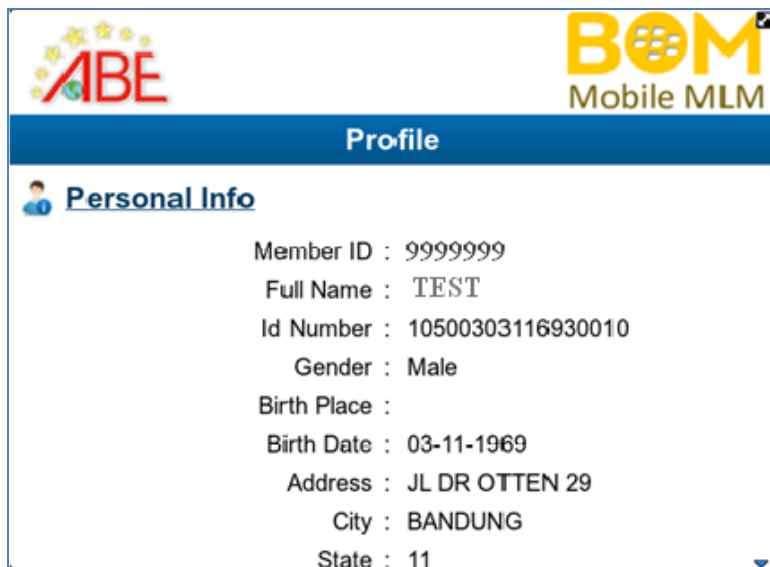 ABE
BOM
Mobile MLM
Profile
Personal Info
Member ID : 9999999
Full Name : TEST
Id Number : 10500303116930010
Gender : Male
Birth Place :
Birth Date : 03-11-1969
Address : JL DR OTTEN 29
City : BANDUNG
State : 11